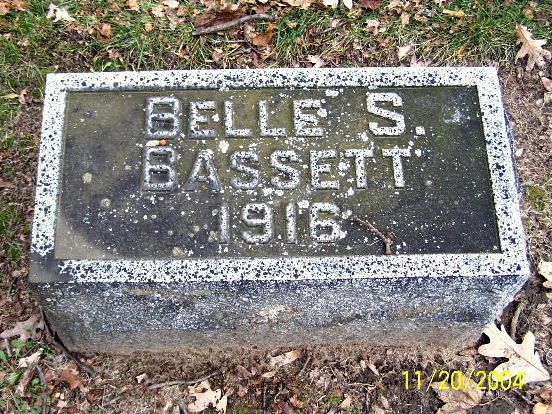 BELLE S.
BASSETT
1916
11/20/2004